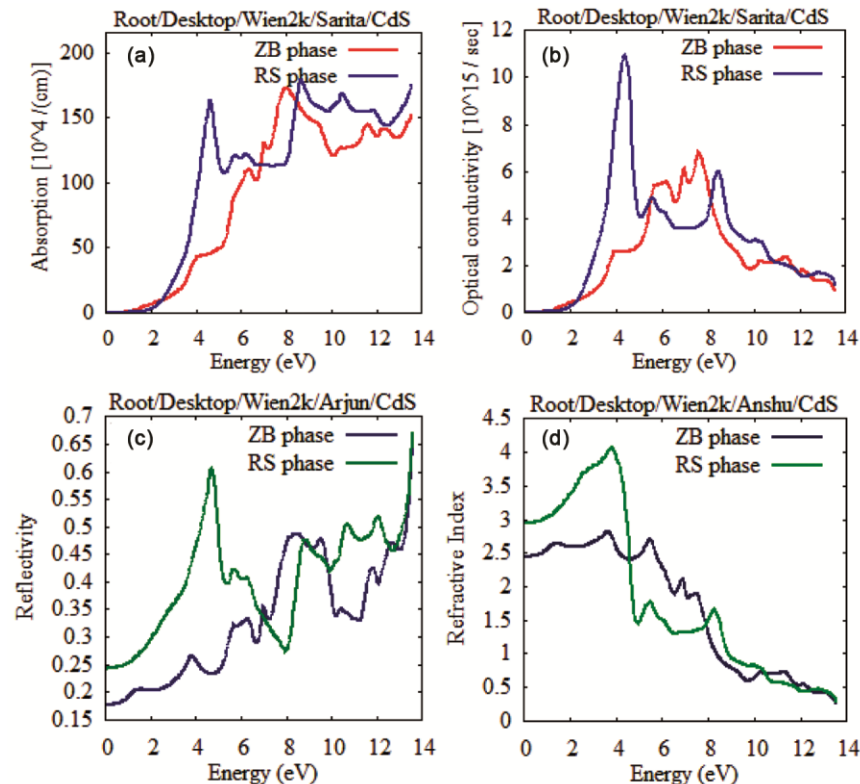 Root/Desktop/Wien2k/Sarita/CdS
(a)
ZB phase
RS phase
Absorption [10^4 /(cm)]
200
150
100
50
0
0 2 4 6 8 10 12 14
Energy (eV)
Root/Desktop/Wien2k/Sarita/CdS
(b)
ZB phase
RS phase
Optical conductivity [10^15 / sec]
12
10
8
6
4
2
0
0 2 4 6 8 10 12 14
Energy (eV)
Root/Desktop/Wien2k/Arjun/CdS
(c)
ZB phase
RS phase
Reflectivity
0.7
0.6
0.5
0.45
0.4
0.35
0.3
0.25
0.2
0.15
0 2 4 6 8 10 12 14
Energy (eV)
Root/Desktop/Wien2k/Anshu/CdS
(d)
ZB phase
RS phase
Refractive Index
4.5
4
3.5
3
2.5
2
1.5
1
0.5
0
0 2 4 6 8 10 12 14
Energy (eV)